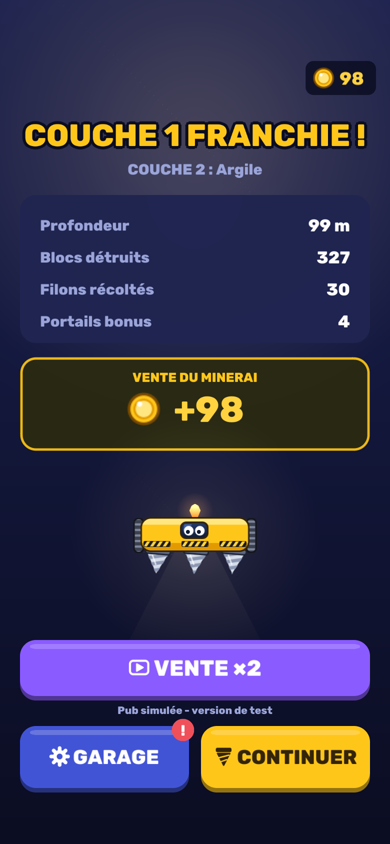 98
COUCHE 1 FRANCHIE !
COUCHE 2 : Argile
Profondeur 99 m
Blocs détruits 327
Filons récoltés 30
Portails bonus 4
VENTE DU MINERAI
+98
VENTE ×2
Pub simulée - version de test
!
GARAGE CONTINUER